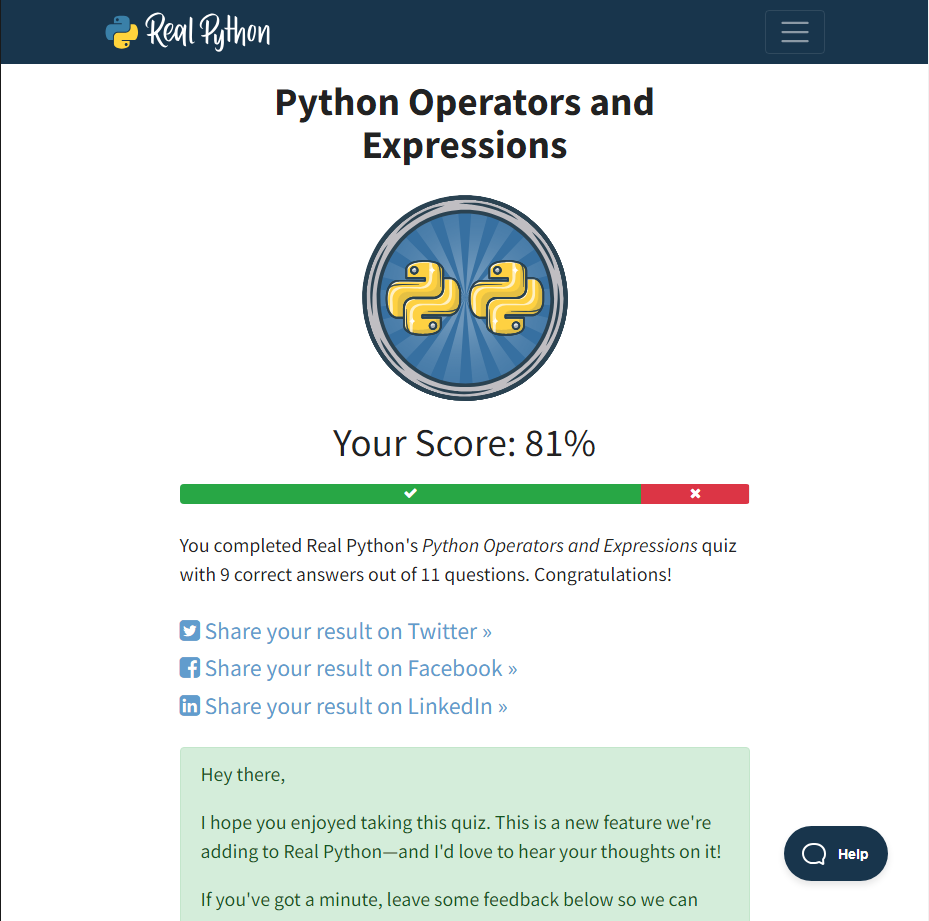 Real Python
Python Operators and
Expressions
Your Score: 81%
You completed Real Python's Python Operators and Expressions quiz
with 9 correct answers out of 11 questions. Congratulations!
Share your result on Twitter »
Share your result on Facebook »
Share your result on LinkedIn »
Hey there,
I hope you enjoyed taking this quiz. This is a new feature we're
adding to Real Python—and I'd love to hear your thoughts on it!
If you've got a minute, leave some feedback below so we can
Help